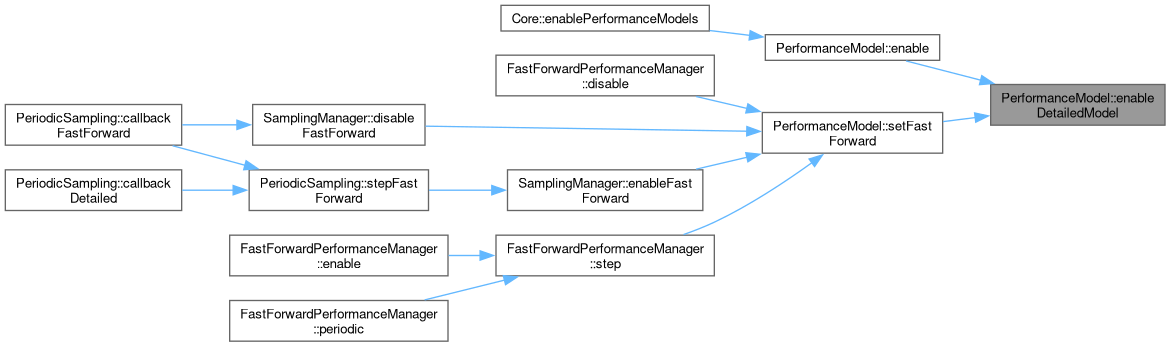 Core::enablePerformanceModels
PerformanceModel::enable
FastForwardPerformanceManager
::disable
PerformanceModel::enable
DetailedModel
PeriodicSampling::callback
FastForward
SamplingManager::disable
FastForward
PerformanceModel::setFast
Forward
PeriodicSampling::callback
Detailed
PeriodicSampling::stepFast
Forward
SamplingManager::enableFast
Forward
FastForwardPerformanceManager
::enable
FastForwardPerformanceManager
::step
FastForwardPerformanceManager
::periodic